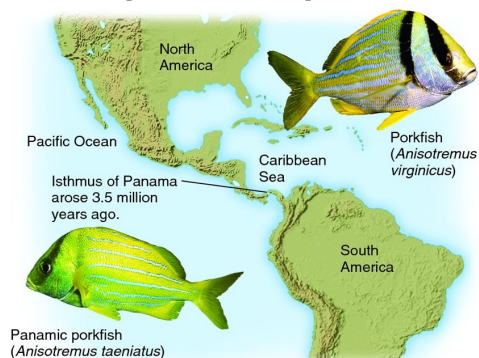 North
America
Pacific Ocean
Porkfish
(Anisotremus
virginicus)
Caribbean
Sea
Isthmus of Panama
arose 3.5 million
years ago.
South
America
Panamic porkfish
(Anisotremus taeniatus)